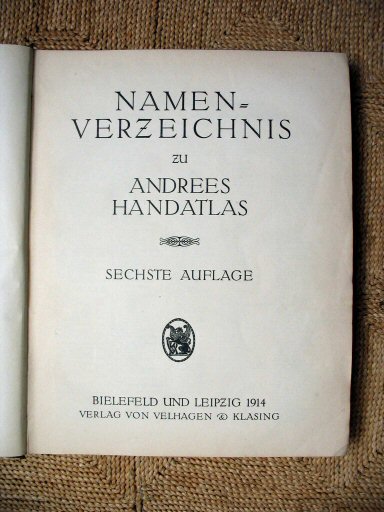 NAMEN=
VERZEICHNIS
ZU
ANDREES
HANDATLAS
SECHSTE AUFLAGE
BIELEFELD UND LEIPZIG 1914
VERLAG VON VELHAGEN & KLASING